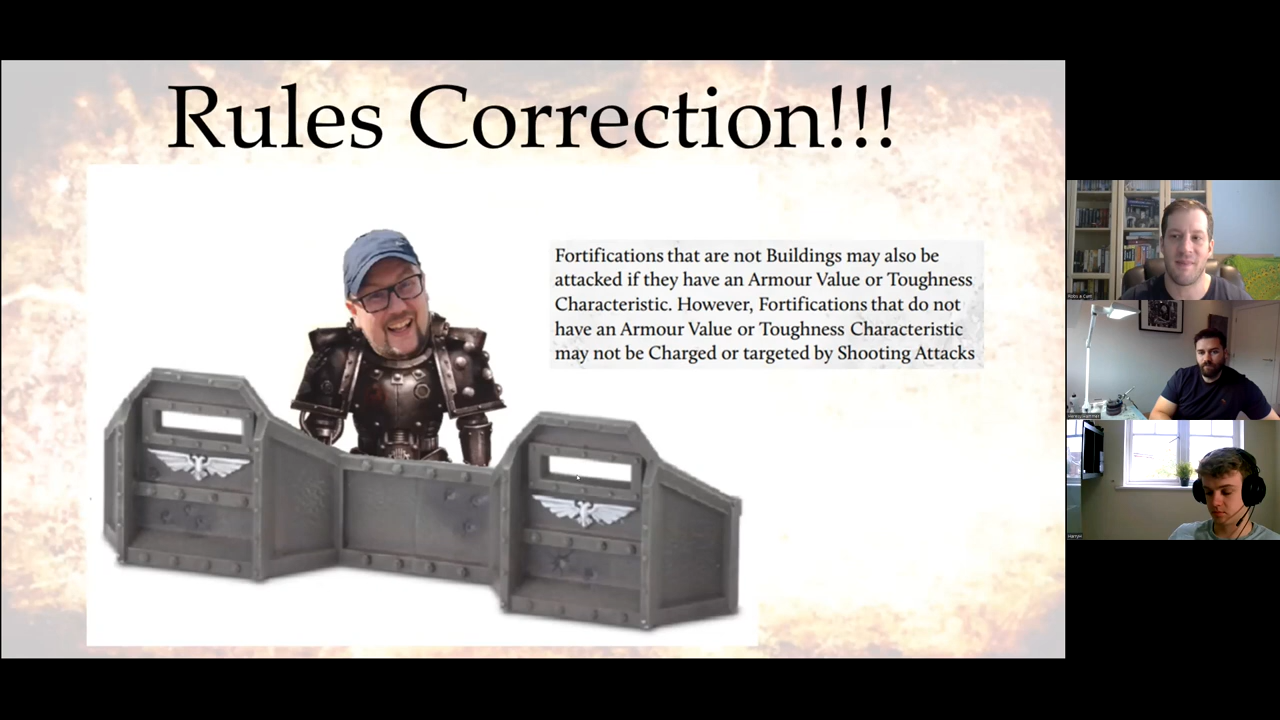 Rules Correction!!!
Fortifications that are not Buildings may also be
attacked if they have an Armour Value or Toughness
Characteristic. However, Fortifications that do not
have an Armour Value or Toughness Characteristic
may not be Charged or targeted by Shooting Attacks